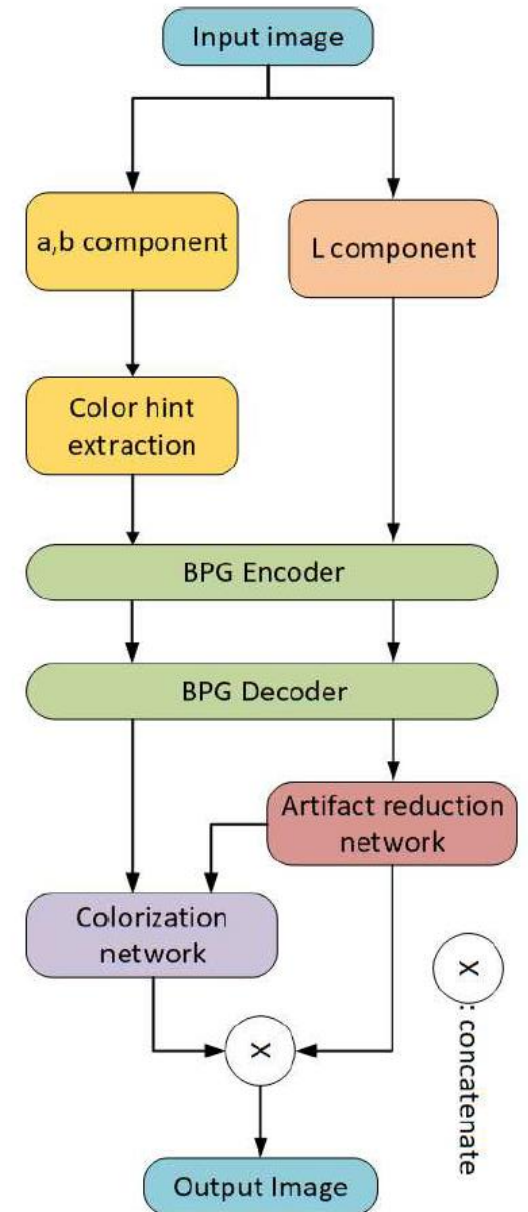 Input image
a,b component
L component
Color hint
extraction
BPG Encoder
BPG Decoder
Artifact reduction
network
Colorization
network
X
: concatenate
X
Output Image